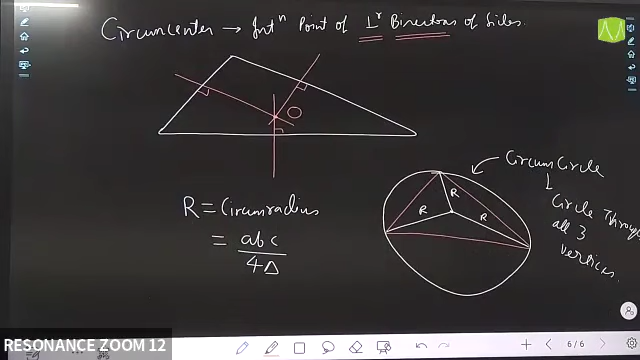 Circumcenter → Intⁿ Point of ⊥ʳ Bisectors of Sides.
O
CircumCircle
Circle through
all 3
vertices.
R
R
R
R = Circumradius
= abc
4Δ
6/6
RESONANCE ZOOM 12